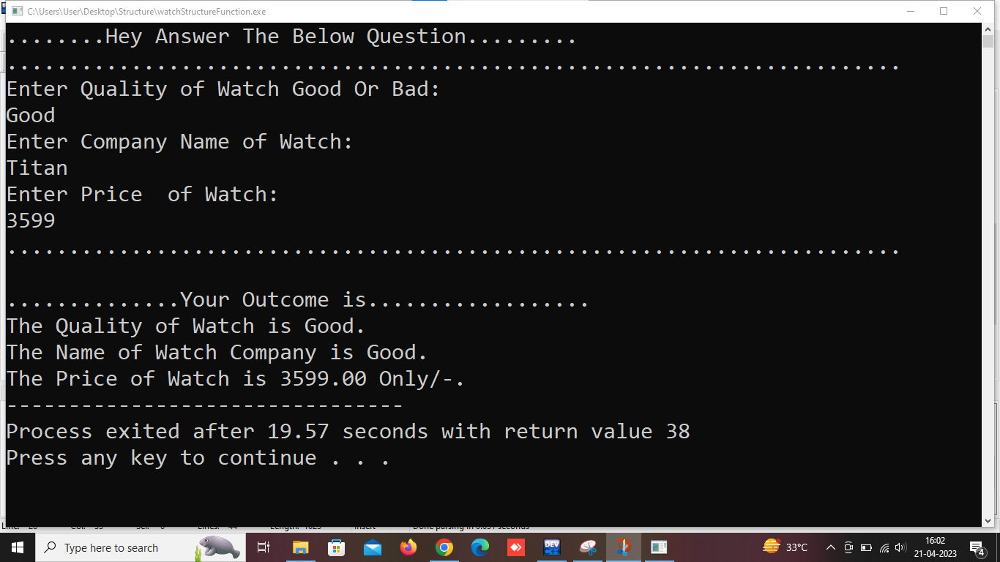 C:\Users\User\Desktop\Structure\watchStructureFunction.exe
........Hey Answer The Below Question.........
........................................................................
Enter Quality of Watch Good Or Bad:
Good
Enter Company Name of Watch:
Titan
Enter Price  of Watch:
3599
........................................................................
..............Your Outcome is..................
The Quality of Watch is Good.
The Name of Watch Company is Good.
The Price of Watch is 3599.00 Only/-.
--------------------------------
Process exited after 19.57 seconds with return value 38
Press any key to continue . . .
Type here to search
DEV
33°C
16:02
21-04-2023
4